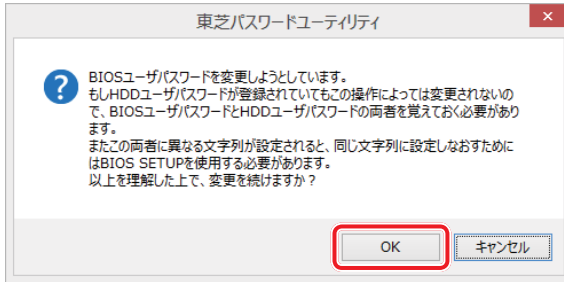 東芝パスワードユーティリティ
BIOSユーザパスワードを変更しようとしています。
もしHDDユーザパスワードが登録されていてもこの操作によっては変更されないの
で、BIOSユーザパスワードとHDDユーザパスワードの両者を覚えておく必要があり
ます。
またこの両者に異なる文字列が設定されると、同じ文字列に設定しなおすために
はBIOS SETUPを使用する必要があります。
以上を理解した上で、変更を続けますか？
OK キャンセル